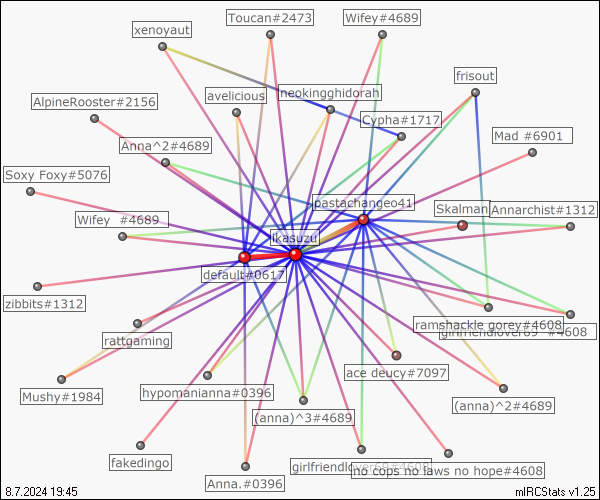 Toucan#2473
Wifey#4689
xenoyaut
frisout
neokingghidorah
avelicious
AlpineRooster#2156
Cypha#1717
Mad #6901
Anna^2#4689
Soxy Foxy#5076
pastachangeo41
Skalman
Annarchist#1312
Wifey #4689
ikasuzu
default#0617
zibbits#1312
ramshackle gorey#4608
#4608
rattgaming
ace deucy#7097
Mushy#1984
hypomanianna#0396
(anna)^2#4689
(anna)^3#4689
fakedingo
girlfriendlover69#4608
no cops no laws no hope#4608
Anna.#0396
8.7.2024 19:45
mIRCStats v1.25